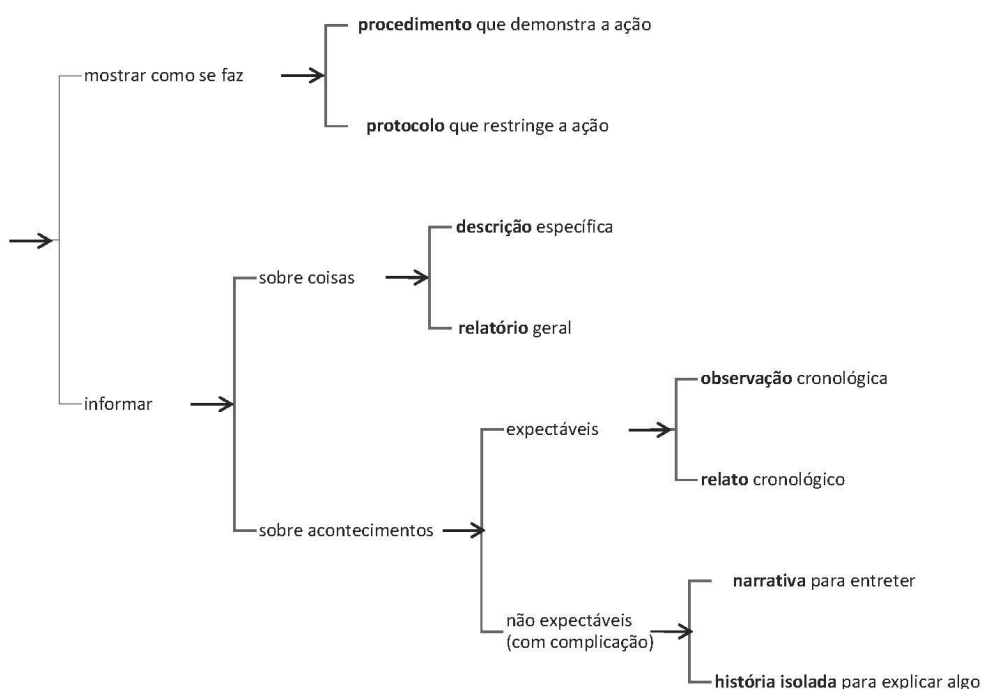 procedimento que demonstra a ação
mostrar como se faz
protocolo que restringe a ação
descrição específica
sobre coisas
relatório geral
observação cronológica
informar
expectáveis
relato cronológico
sobre acontecimentos
narrativa para entreter
não expectáveis
(com complicação)
história isolada para explicar algo